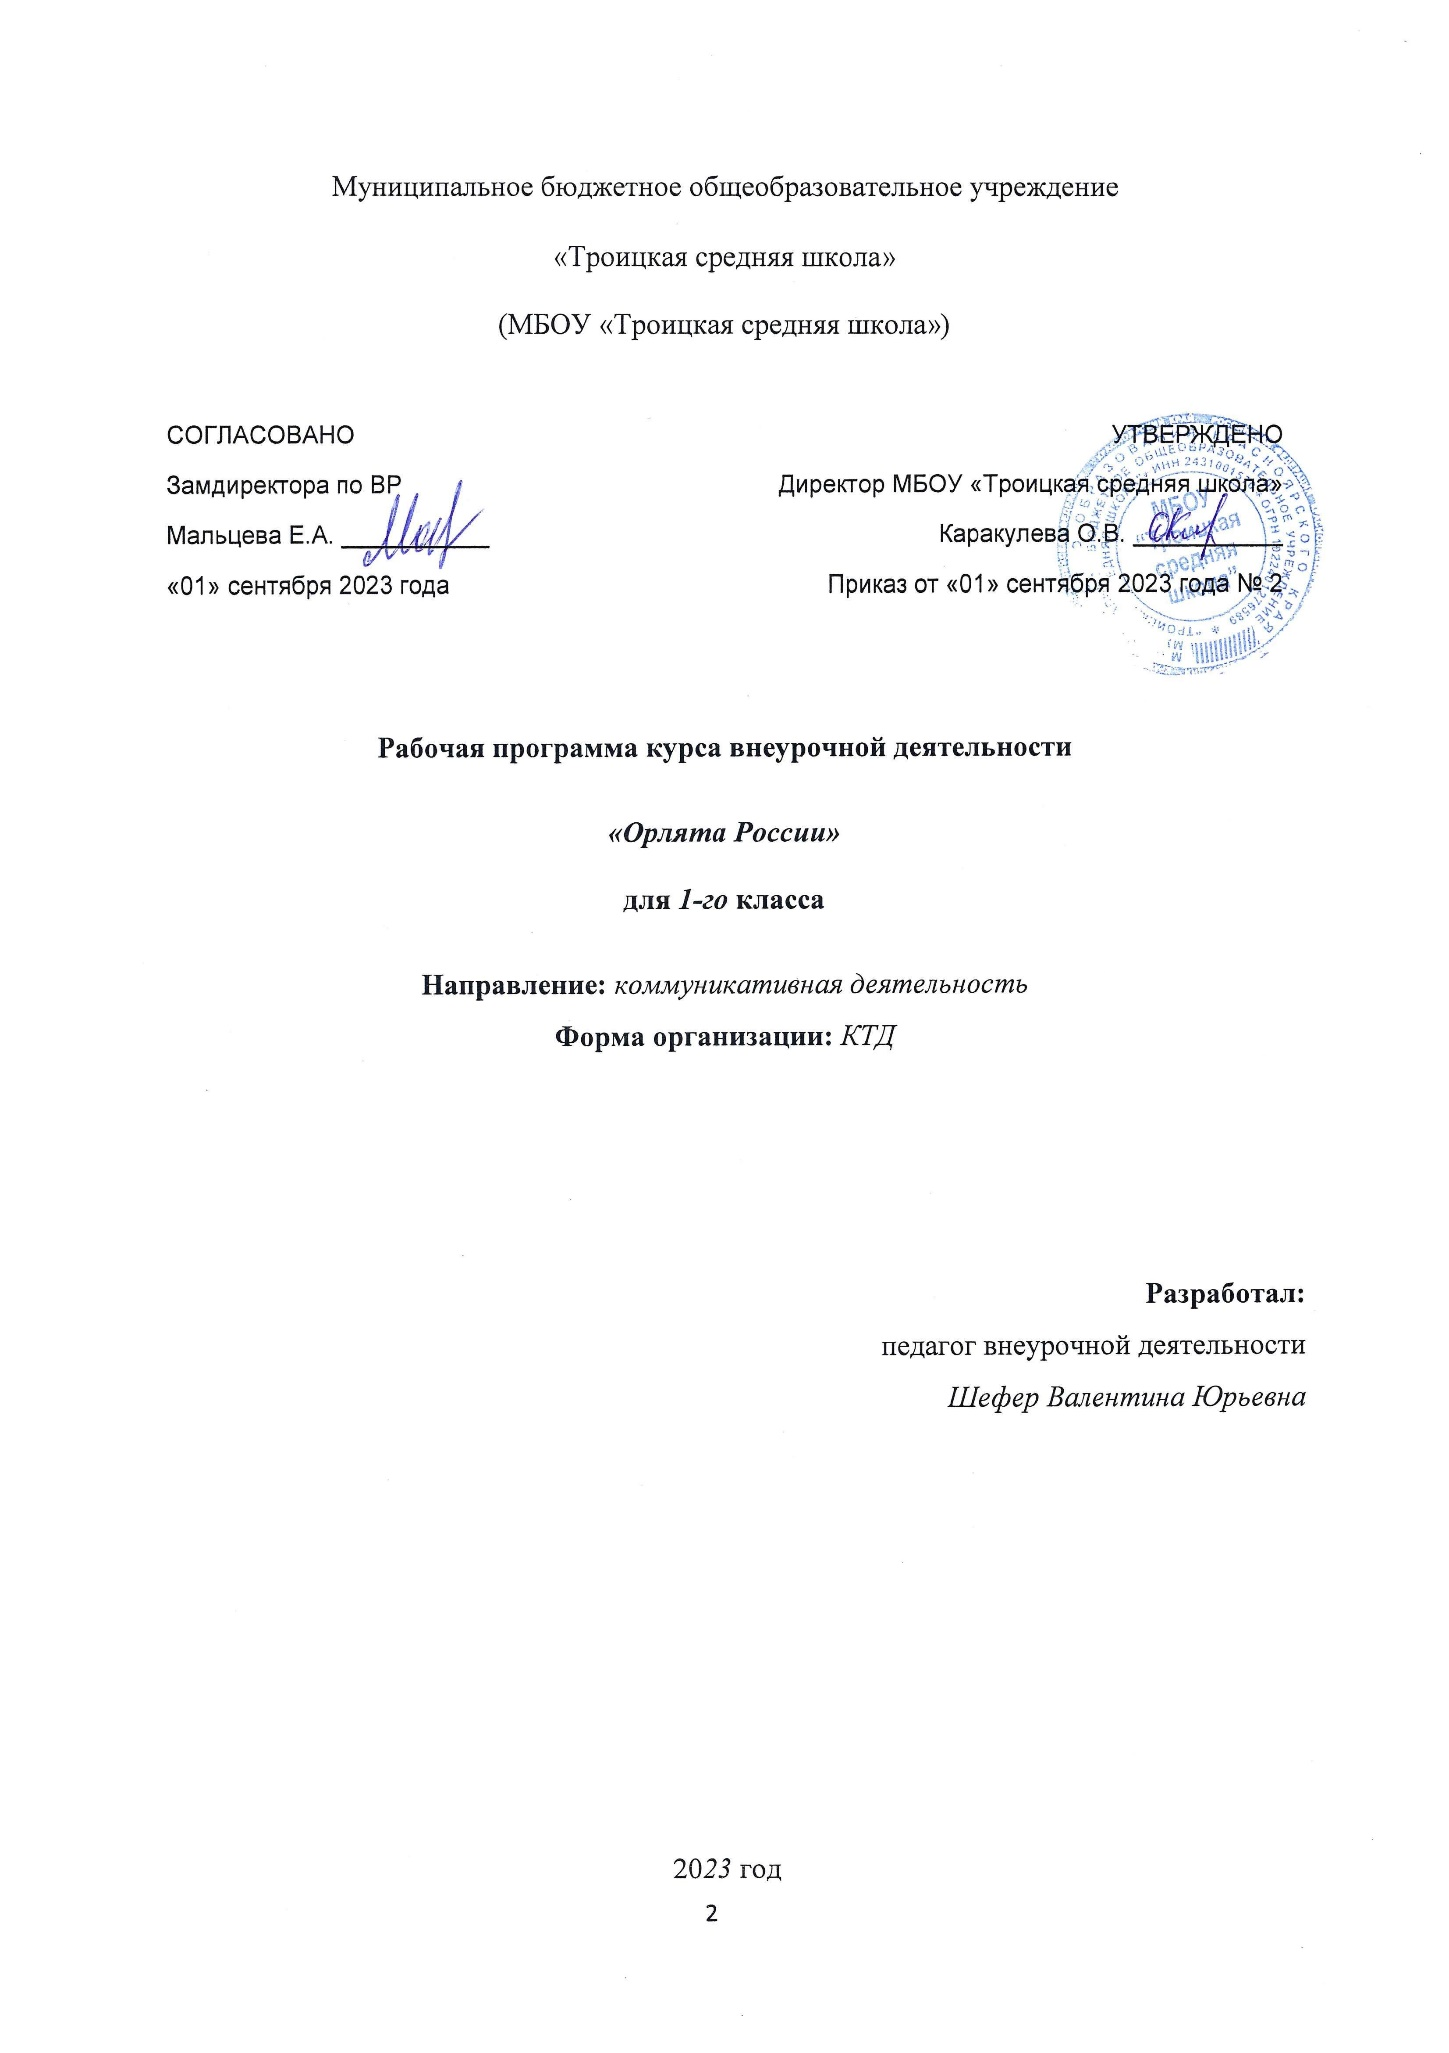 Муниципальное бюджетное общеобразовательное учреждение
«Троицкая средняя школа»
(МБОУ «Троицкая средняя школа»)
СОГЛАСОВАНО
Замдиректора по ВР
Мальцева Е.А.
«01» сентября 2023 года
УТВЕРЖДЕНО
Директор МБОУ «Троицкая средняя школа»
Каракулева О.В.
Приказ от «01» сентября 2023 года № 2
МБОУ
средняя
Рабочая программа курса внеурочной деятельности
«Орлята России»
для 1-го класса
Направление: коммуникативная деятельность
Форма организации: КТД
Разработал:
педагог внеурочной деятельности
Шефер Валентина Юрьевна
2023 год
2